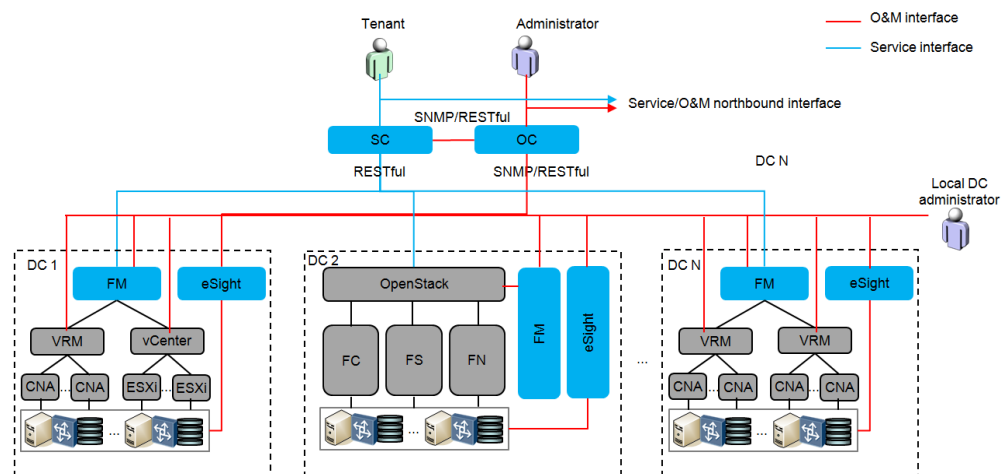 Tenant
Administrator
O&M interface
Service interface
Service/O&M northbound interface
SNMP/RESTful
SC
OC
RESTful
SNMP/RESTful
DC N
Local DC
administrator
DC 1
FM
eSight
VRM
vCenter
CNA
...
CNA
ESXi
...
ESXi
...
DC 2
OpenStack
FC
FS
FN
FM
eSight
...
...
DC N
FM
eSight
VRM
VRM
CNA
...
CNA
CNA
...
CNA
...